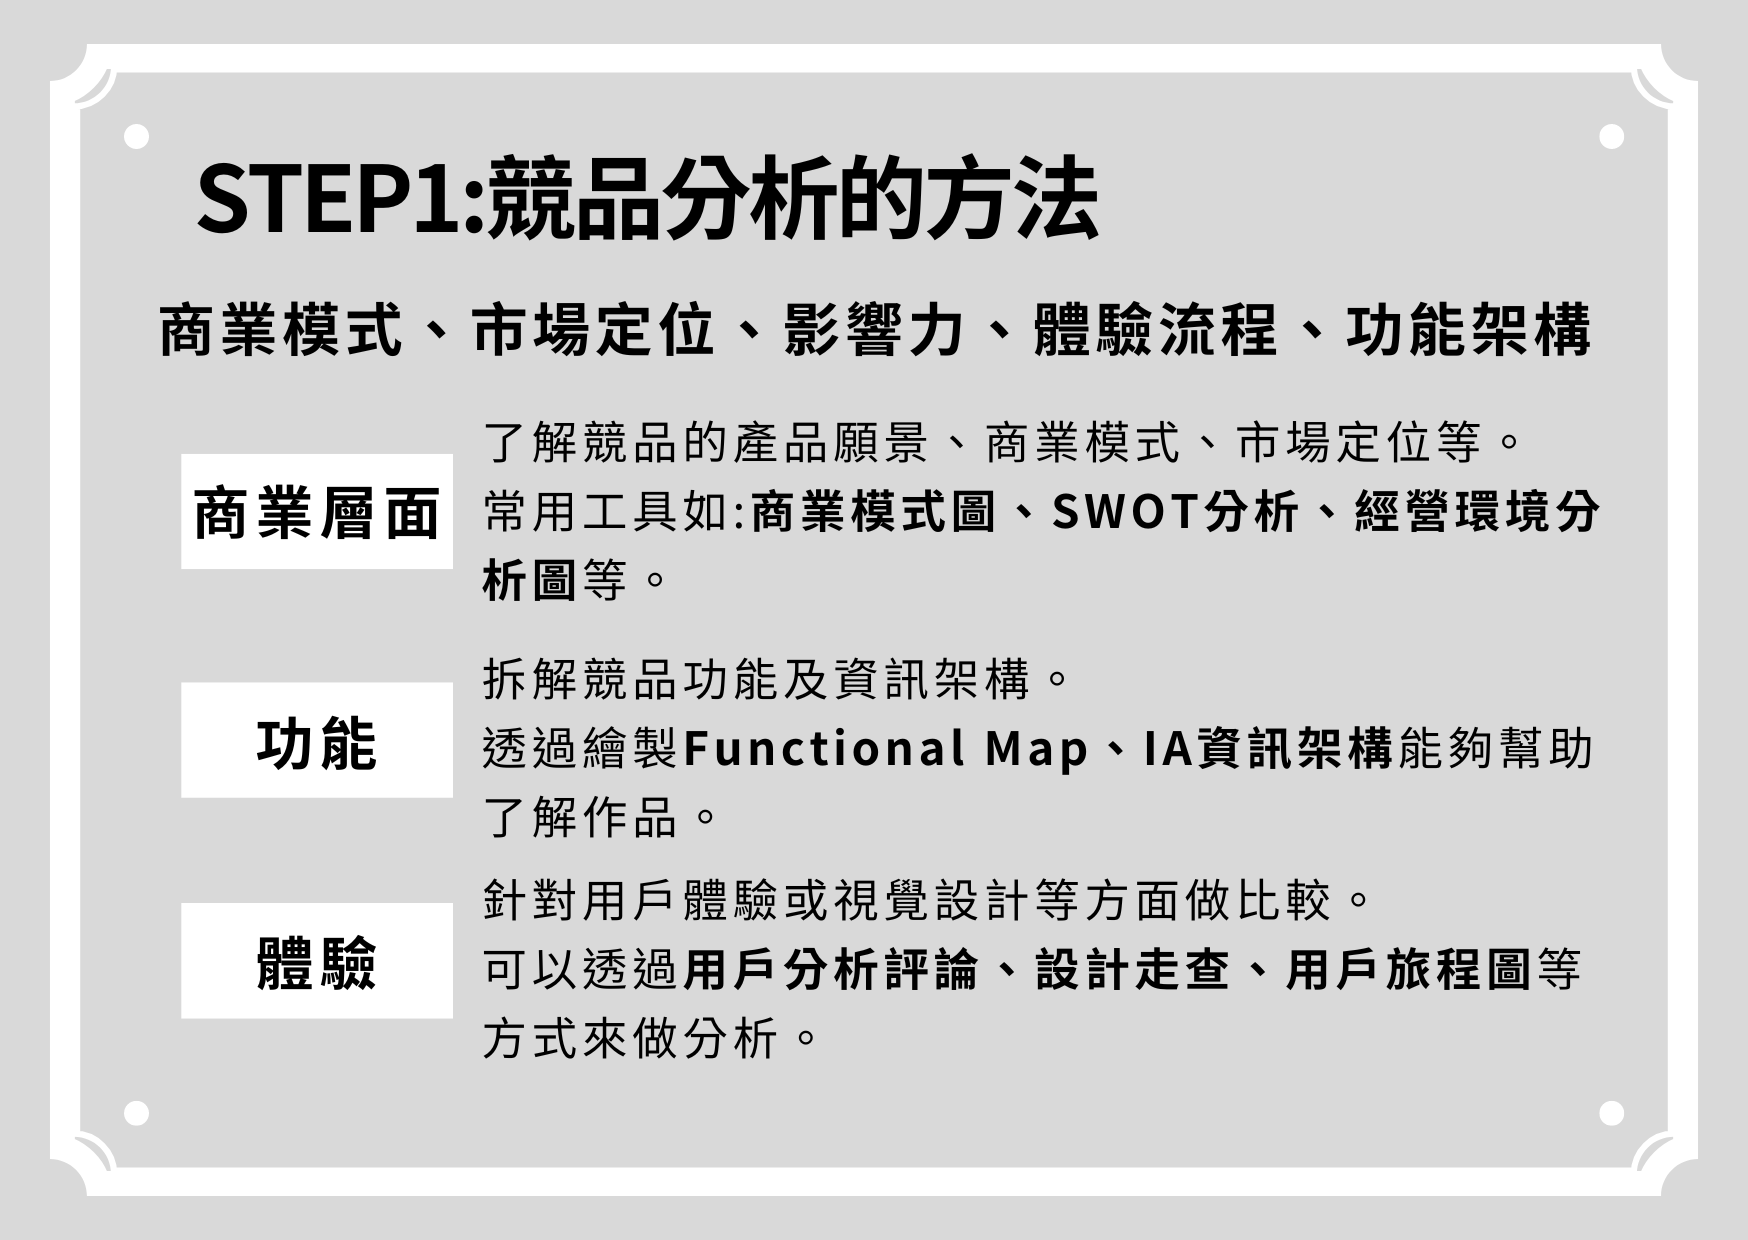 STEP1:競品分析的方法
商業模式、市場定位、影響力、體驗流程、功能架構
商業層面
了解競品的產品願景、商業模式、市場定位等。
常用工具如:商業模式圖、SWOT分析、經營環境分
析圖等。
功能
拆解競品功能及資訊架構。
透過繪製Functional Map、IA資訊架構能夠幫助
了解作品。
體驗
針對用戶體驗或視覺設計等方面做比較。
可以透過用戶分析評論、設計走查、用戶旅程圖等
方式來做分析。